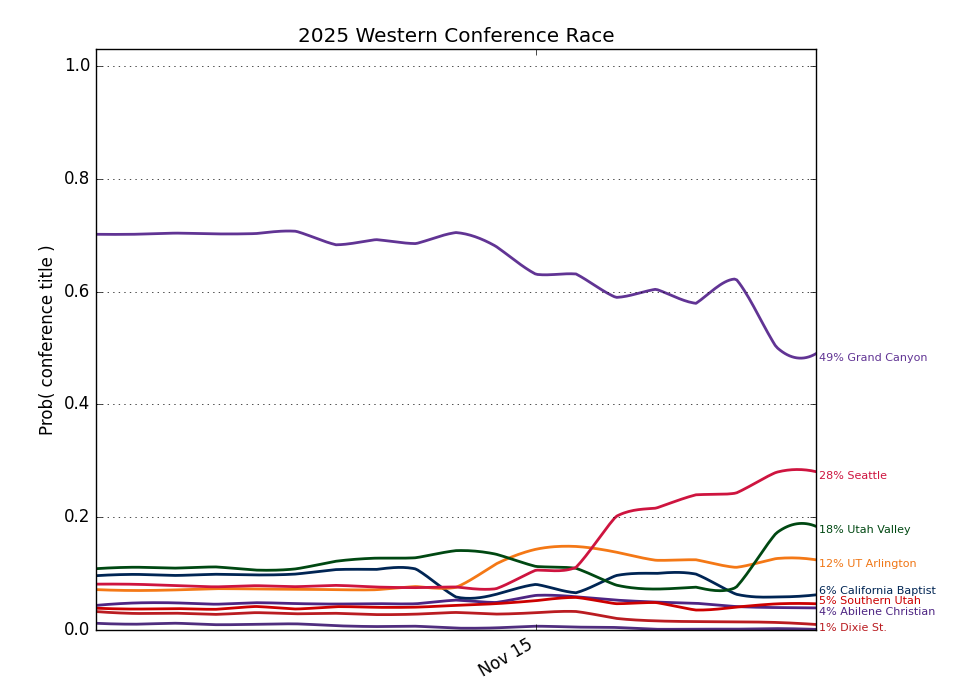 2025 Western Conference Race
1.0
0.8
0.6
0.4
0.2
0.0
Prob( conference title )
Nov 15
49% Grand Canyon
28% Seattle
18% Utah Valley
12% UT Arlington
6% California Baptist
5% Southern Utah
4% Abilene Christian
1% Dixie St.